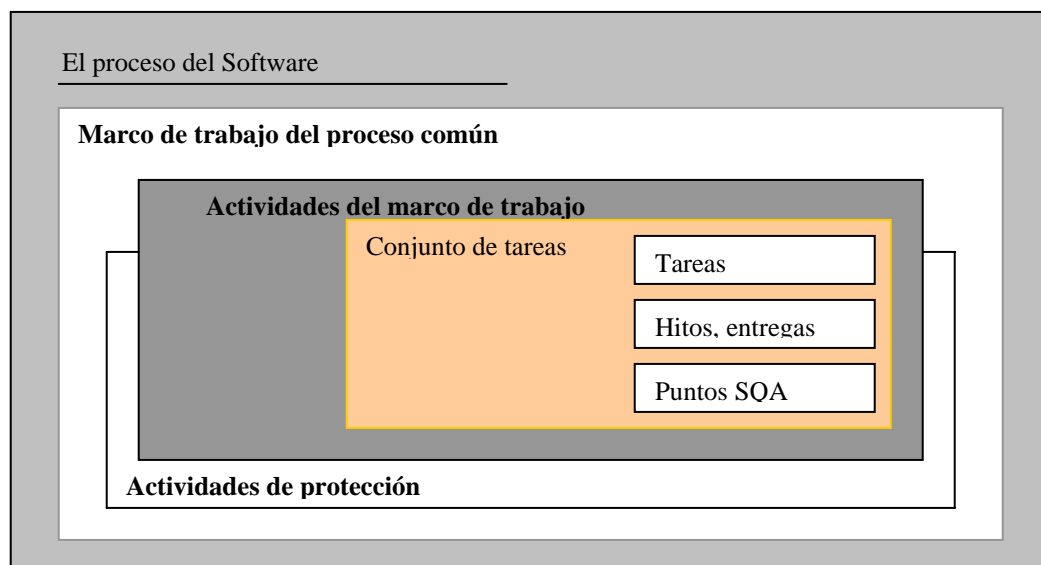 El proceso del Software
Marco de trabajo del proceso común
Actividades del marco de trabajo
Conjunto de tareas
Tareas
Hitos, entregas
Puntos SQA
Actividades de protección